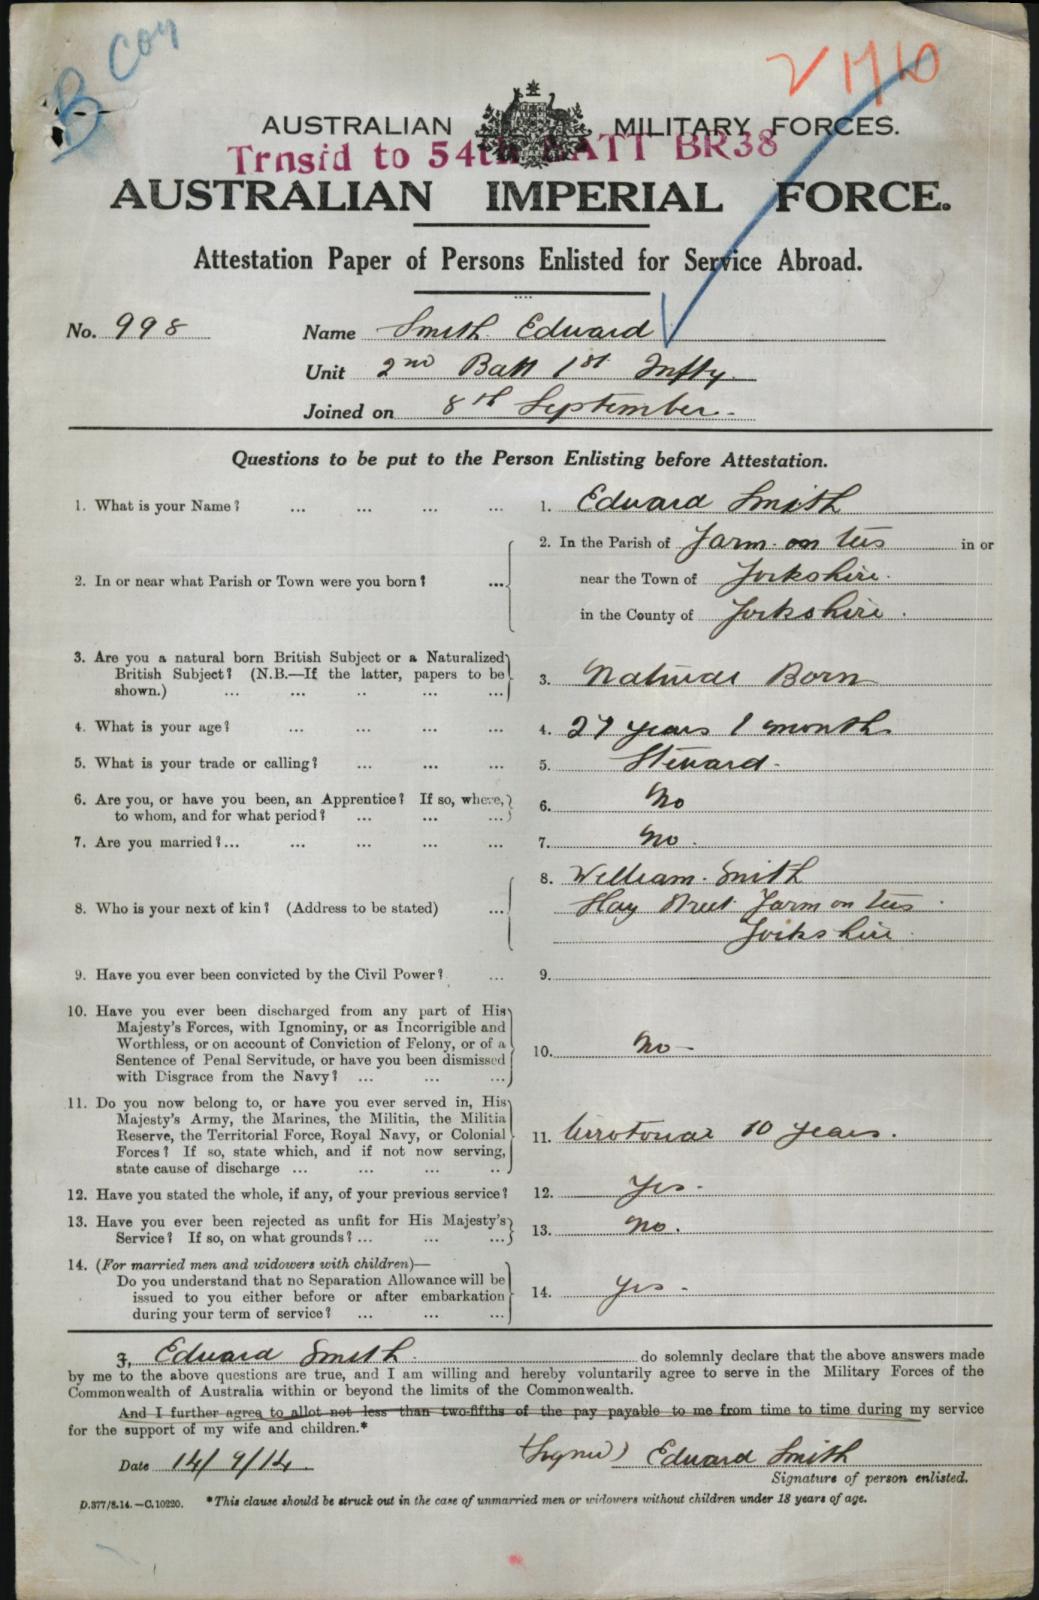 B Coy
AUSTRALIAN MILITARY FORCES.
Trnsfd to 54th BATT BR38
AUSTRALIAN IMPERIAL FORCE.
Attestation Paper of Persons Enlisted for Service Abroad.
No. 998 Name Smith Edward
Unit 2nd Batt 1st Inffy.
Joined on 8th September.
Questions to be put to the Person Enlisting before Attestation.
1. What is your Name? ... ... ... ... 1. Edward Smith
2. In the Parish of Yarm-on tees in or
2. In or near what Parish or Town were you born? ... near the Town of Yorkshire.
in the County of Yorkshire.
3. Are you a natural born British Subject or a Naturalized
British Subject? (N.B.—If the latter, papers to be
shown.) ... ... .. ... ... 3. Natural Born
4. What is your age? ... ... ... ... 4. 27 years 1 month
5. What is your trade or calling? ... ... ... 5. Steward.
6. Are you, or have you been, an Apprentice? If so, where,
to whom, and for what period? ... ... ... 6. No
7. Are you married?... ... ... ... ... 7. No.
8. William. Smith
8. Who is your next of kin? (Address to be stated) ... Hay Street Yarm on tees.
Yorkshire.
9. Have you ever been convicted by the Civil Power? ... 9.
10. Have you ever been discharged from any part of His
Majesty's Forces, with Ignominy, or as Incorrigible and
Worthless, or on account of Conviction of Felony, or of a
Sentence of Penal Servitude, or have you been dismissed
with Disgrace from the Navy? ... ... ... 10. No
11. Do you now belong to, or have you ever served in, His
Majesty's Army, the Marines, the Militia, the Militia
Reserve, the Territorial Force, Royal Navy, or Colonial
Forces? If so, state which, and if not now serving,
state cause of discharge ... ... ... .. 11. 10 years.
12. Have you stated the whole, if any, of your previous service? 12. Yes.
13. Have you ever been rejected as unfit for His Majesty's
Service? If so, on what grounds? ... ... ... 13. No.
14. (For married men and widowers with children)—
Do you understand that no Separation Allowance will be
issued to you either before or after embarkation
during your term of service? ... ... ... 14. Yes.
I, Edward Smith do solemnly declare that the above answers made
by me to the above questions are true, and I am willing and hereby voluntarily agree to serve in the Military Forces of the
Commonwealth of Australia within or beyond the limits of the Commonwealth.
And I further agree to allot not less than two-fifths of the pay payable to me from time to time during my service
for the support of my wife and children.*
Date 14/9/14. (Signed) Edward Smith
Signature of person enlisted.
D.377/8.14.—C.10220. *This clause should be struck out in the case of unmarried men or widowers without children under 18 years of age.